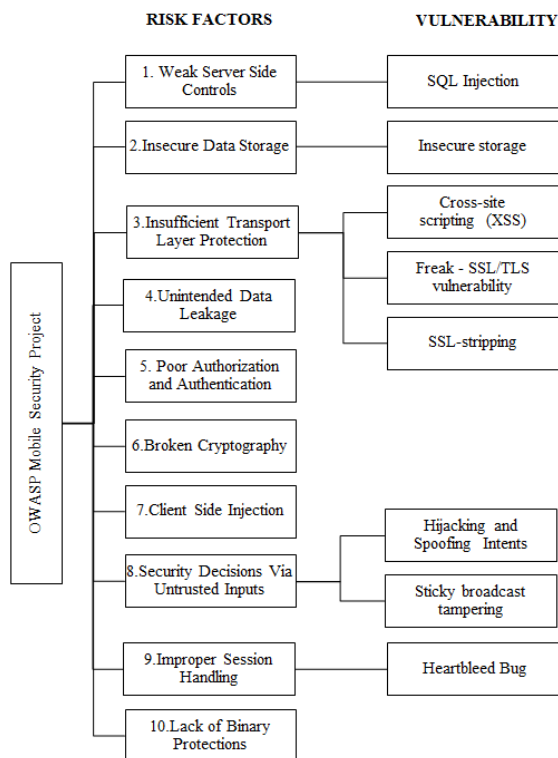 RISK FACTORS
VULNERABILITY
OWASP Mobile Security Project
1. Weak Server Side
Controls
SQL Injection
2.Insecure Data Storage
Insecure storage
3.Insufficient Transport
Layer Protection
Cross-site
scripting (XSS)
Freak - SSL/TLS
vulnerability
SSL-stripping
4.Unintended Data
Leakage
5. Poor Authorization
and Authentication
6.Broken Cryptography
7.Client Side Injection
8.Security Decisions Via
Untrusted Inputs
Hijacking and
Spoofing Intents
Sticky broadcast
tampering
9.Improper Session
Handling
Heartbleed Bug
10.Lack of Binary
Protections